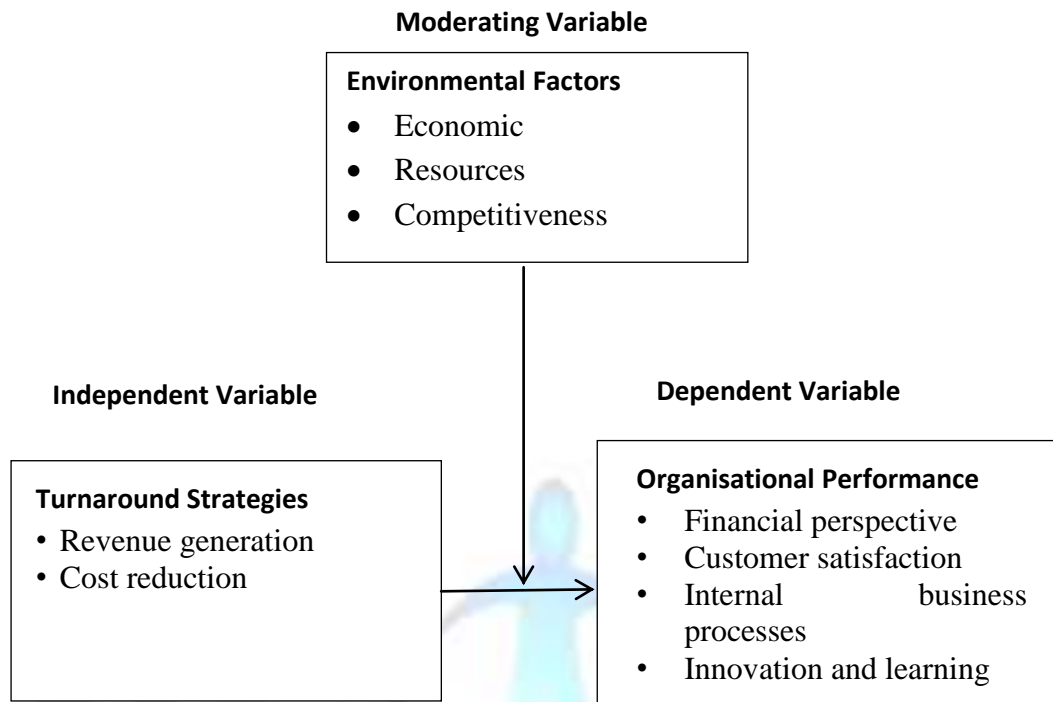 Moderating Variable
Environmental Factors
• Economic
• Resources
• Competitiveness
Independent Variable
Dependent Variable
Turnaround Strategies
• Revenue generation
• Cost reduction
Organisational Performance
• Financial perspective
• Customer satisfaction
• Internal business
processes
• Innovation and learning